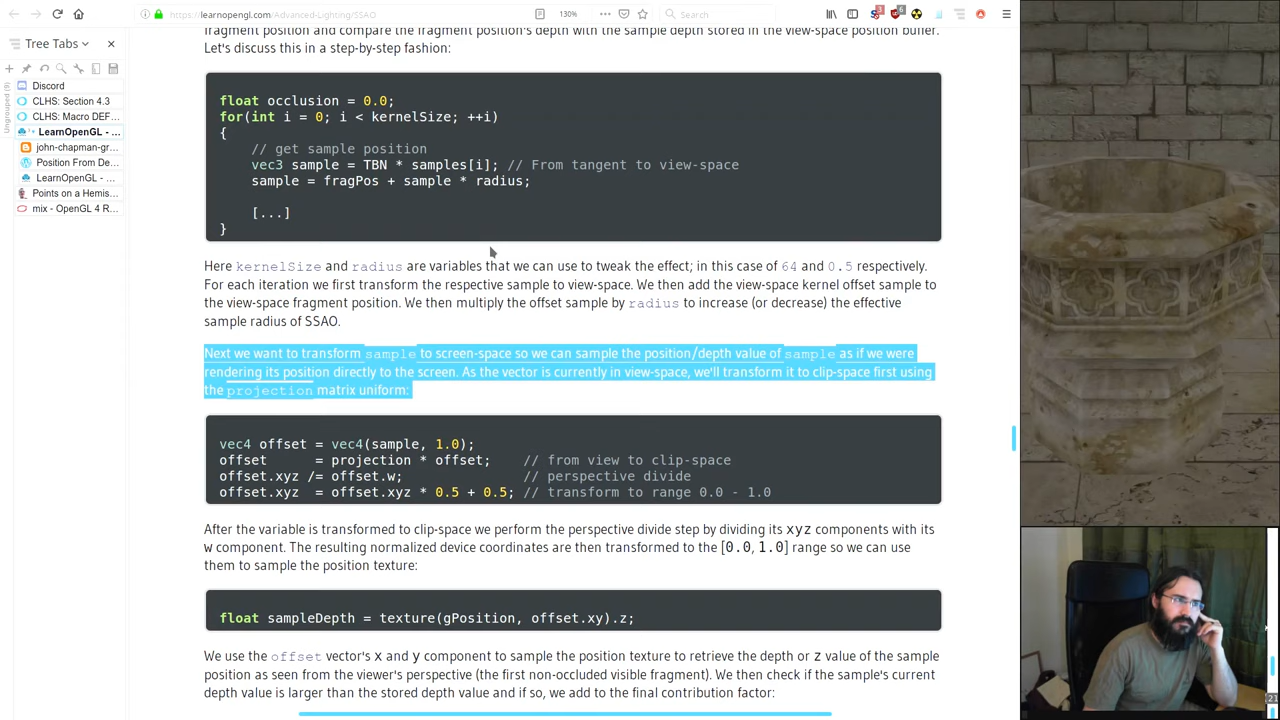 https://learnopengl.com/Advanced-Lighting/SSAO
130%
Search
Tree Tabs
Ungrouped (9)
Discord
CLHS: Section 4.3
CLHS: Macro DEF...
LearnOpenGL - ...
john-chapman-gr...
Position From De...
LearnOpenGL - ...
Points on a Hemis...
mix - OpenGL 4 R...
fragment position and compare the fragment position's depth with the sample depth stored in the view-space position buffer.
Let's discuss this in a step-by-step fashion:
float occlusion = 0.0;
for(int i = 0; i < kernelSize; ++i)
{
    // get sample position
    vec3 sample = TBN * samples[i]; // From tangent to view-space
    sample = fragPos + sample * radius;
    [...]
}
Here kernelSize and radius are variables that we can use to tweak the effect; in this case of 64 and 0.5 respectively.
For each iteration we first transform the respective sample to view-space. We then add the view-space kernel offset sample to
the view-space fragment position. We then multiply the offset sample by radius to increase (or decrease) the effective
sample radius of SSAO.
Next we want to transform sample to screen-space so we can sample the position/depth value of sample as if we were
rendering its position directly to the screen. As the vector is currently in view-space, we'll transform it to clip-space first using
the projection matrix uniform:
vec4 offset = vec4(sample, 1.0);
offset      = projection * offset;    // from view to clip-space
offset.xyz /= offset.w;               // perspective divide
offset.xyz  = offset.xyz * 0.5 + 0.5; // transform to range 0.0 - 1.0
After the variable is transformed to clip-space we perform the perspective divide step by dividing its xyz components with its
w component. The resulting normalized device coordinates are then transformed to the [0.0, 1.0] range so we can use
them to sample the position texture:
float sampleDepth = texture(gPosition, offset.xy).z;
We use the offset vector's x and y component to sample the position texture to retrieve the depth or z value of the sample
position as seen from the viewer's perspective (the first non-occluded visible fragment). We then check if the sample's current
depth value is larger than the stored depth value and if so, we add to the final contribution factor: